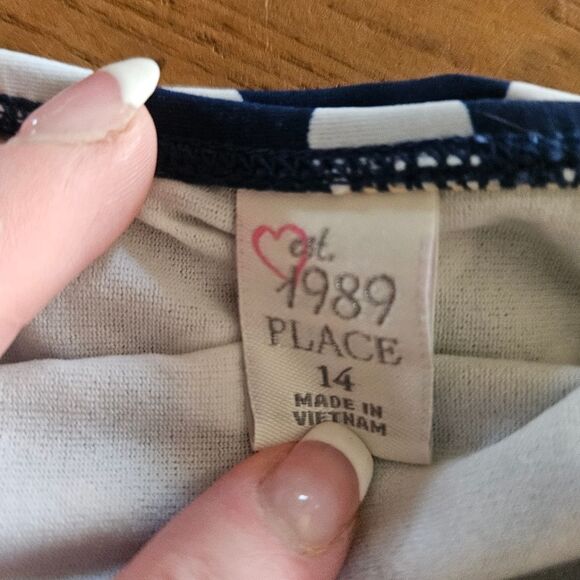 est.
1989
PLACE
14
MADE IN
VIETNAM